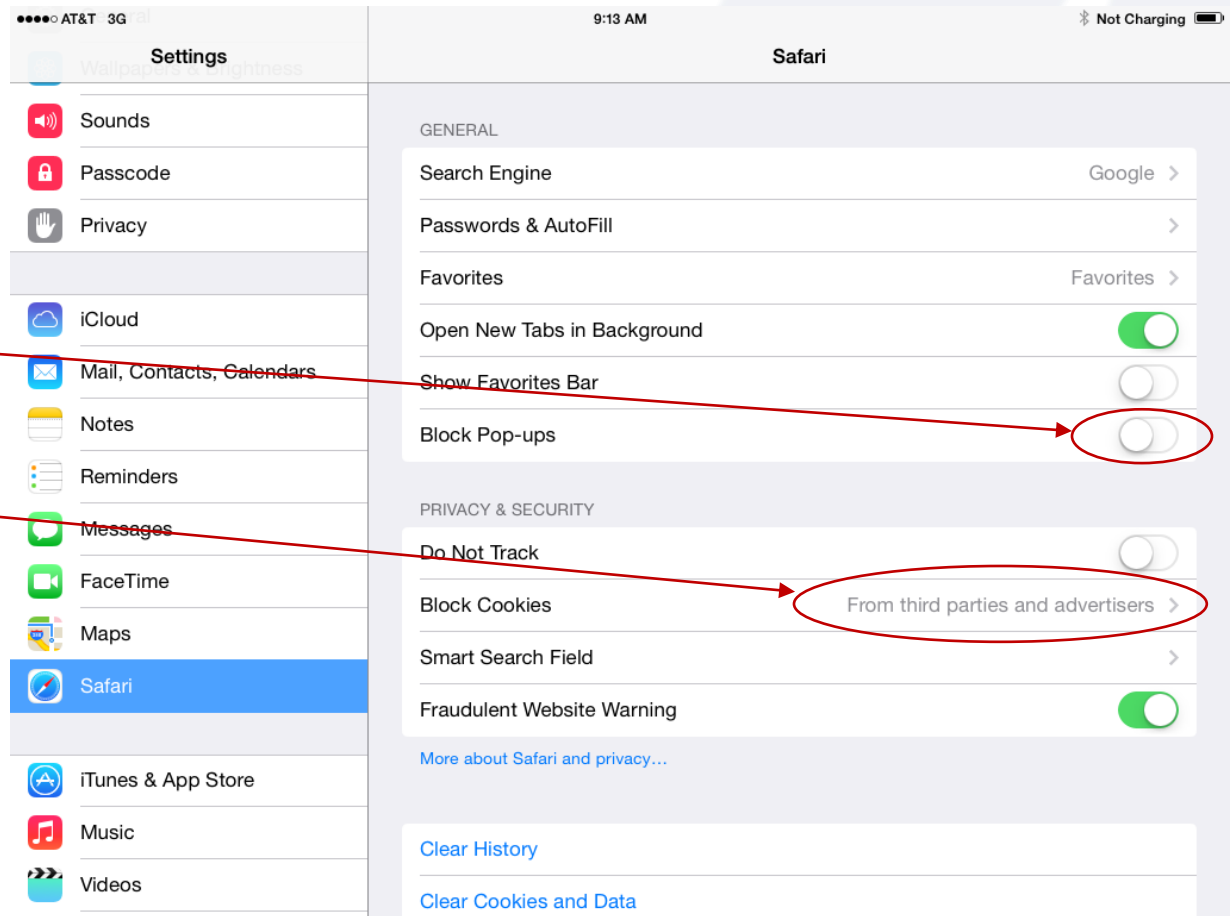 AT&T 3G
9:13 AM
Not Charging
Settings
Safari
Wallpapers & Brightness
Sounds
Passcode
Privacy
iCloud
Mail, Contacts, Calendars
Notes
Reminders
Messages
FaceTime
Maps
Safari
iTunes & App Store
Music
Videos
GENERAL
Search Engine Google
Passwords & AutoFill
Favorites Favorites
Open New Tabs in Background
Show Favorites Bar
Block Pop-ups
PRIVACY & SECURITY
Do Not Track
Block Cookies From third parties and advertisers
Smart Search Field
Fraudulent Website Warning
More about Safari and privacy...
Clear History
Clear Cookies and Data